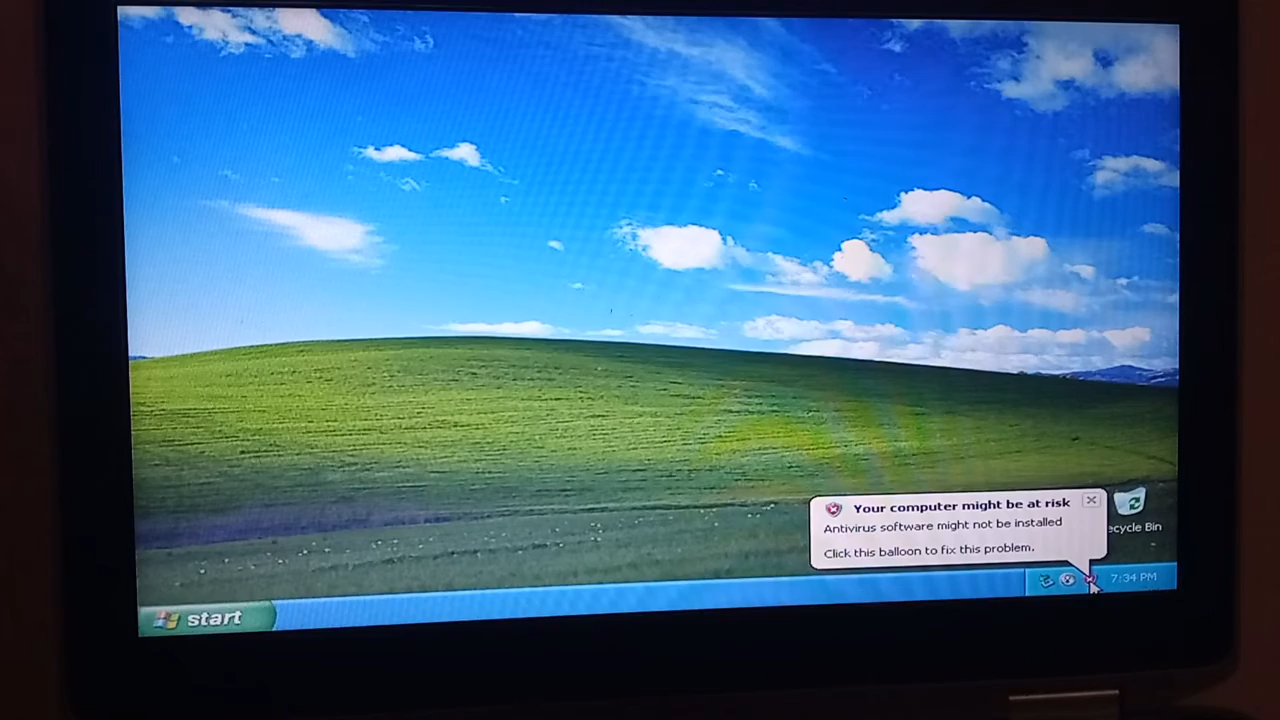 Your computer might be at risk
Antivirus software might not be installed
Click this balloon to fix this problem.
ecycle Bin
start
7:34 PM